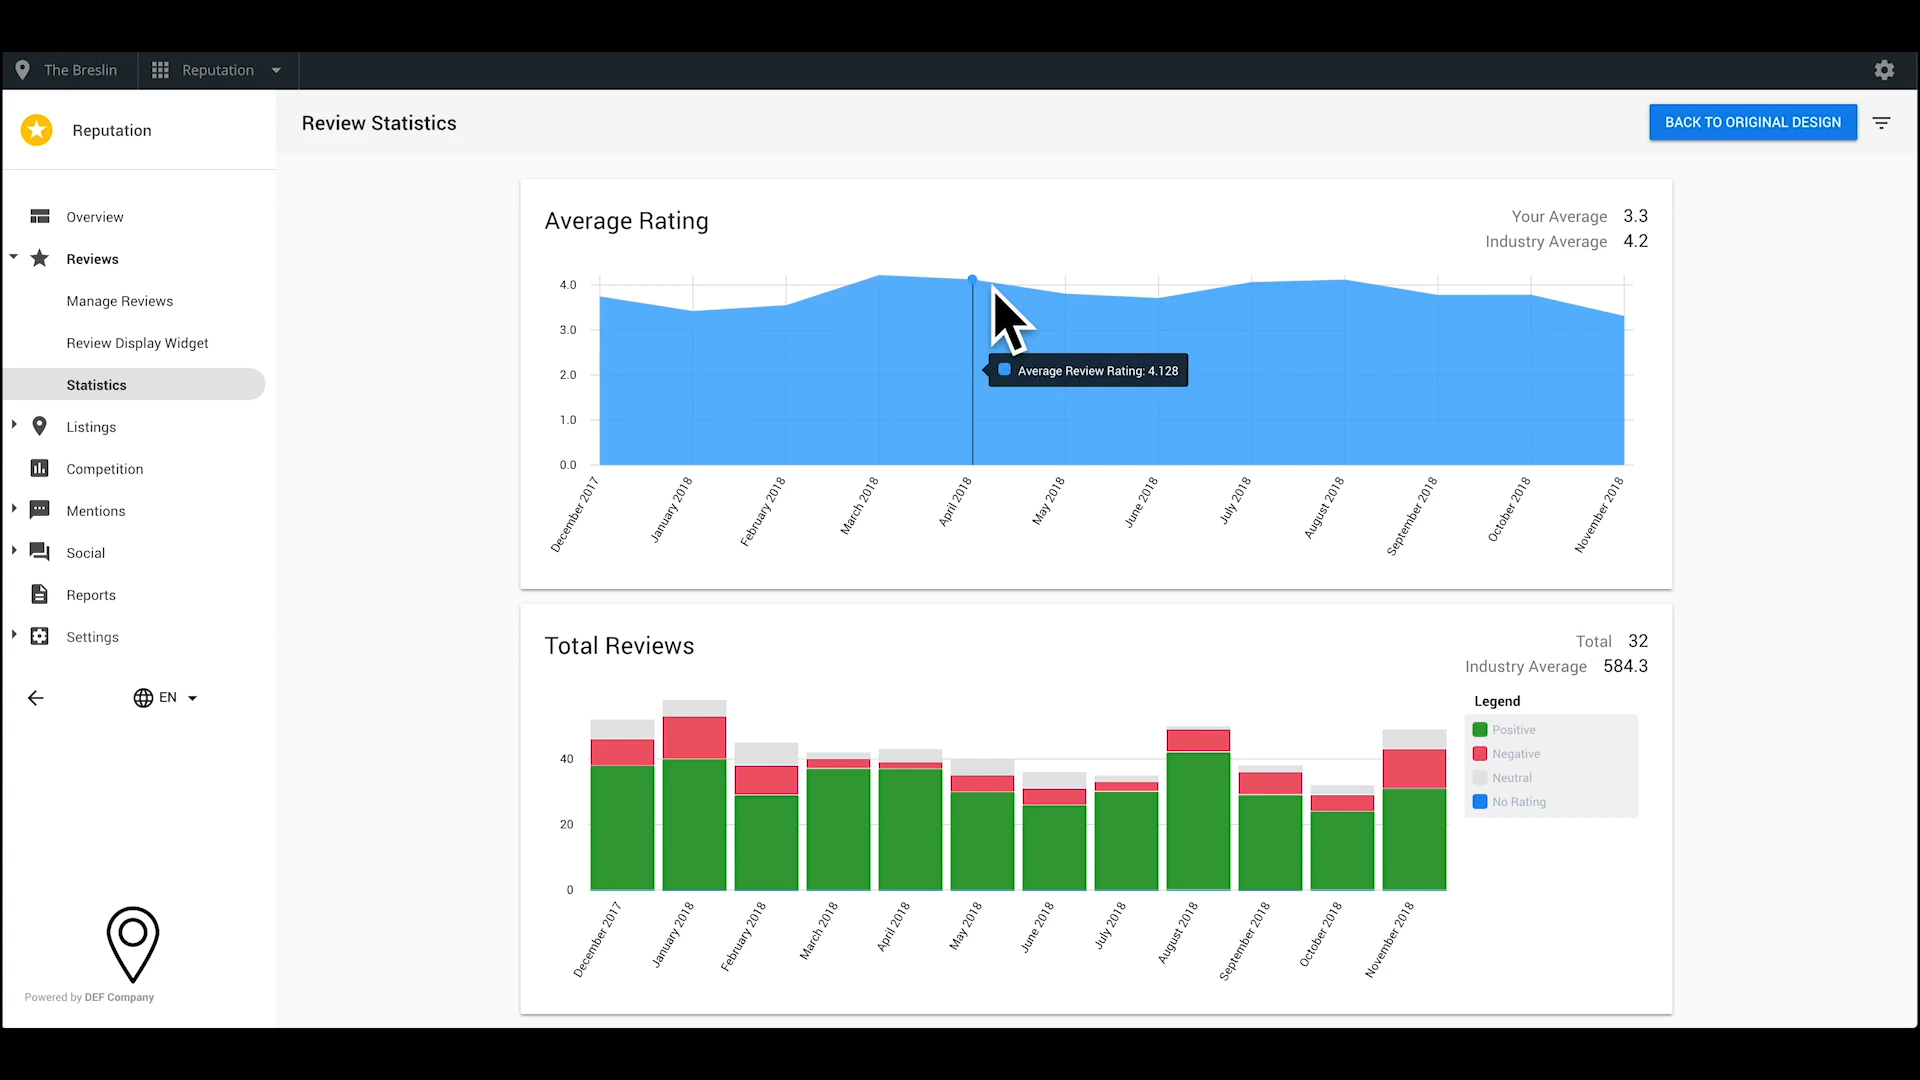 The Breslin
Reputation
Reputation
Review Statistics
BACK TO ORIGINAL DESIGN
Overview
Reviews
Manage Reviews
Review Display Widget
Statistics
Listings
Competition
Mentions
Social
Reports
Settings
EN
Powered by DEF Company
Average Rating
Your Average 3.3
Industry Average 4.2
4.0
3.0
2.0
1.0
0.0
Average Review Rating: 4.128
December 2017
January 2018
February 2018
March 2018
April 2018
May 2018
June 2018
July 2018
August 2018
September 2018
October 2018
November 2018
Total Reviews
Total 32
Industry Average 584.3
Legend
Positive
Negative
Neutral
No Rating
40
20
0
December 2017
January 2018
February 2018
March 2018
April 2018
May 2018
June 2018
July 2018
August 2018
September 2018
October 2018
November 2018